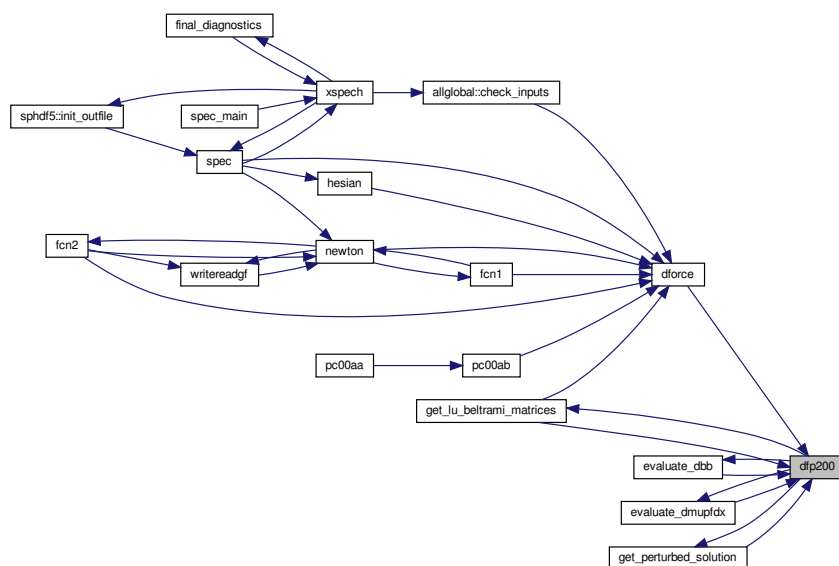 final_diagnostics
xspech
allglobal::check_inputs
sphdf5::init_outfile
spec_main
spec
hesian
fcn2
newton
writereadgf
fcn1
dforce
pc00aa
pc00ab
get_lu_beltrami_matrices
evaluate_dbb
dfp200
evaluate_dmupfdx
get_perturbed_solution